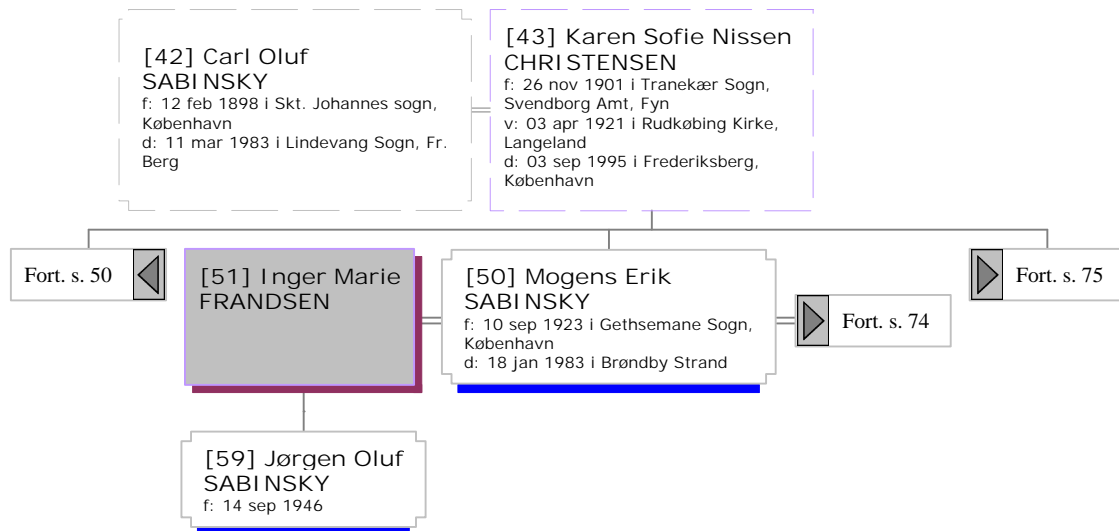 [42] Carl Oluf
SABINSKY
f: 12 feb 1898 i Skt. Johannes sogn,
København
d: 11 mar 1983 i Lindevang Sogn, Fr.
Berg
[43] Karen Sofie Nissen
CHRISTENSEN
f: 26 nov 1901 i Tranekær Sogn,
Svendborg Amt, Fyn
v: 03 apr 1921 i Rudkøbing Kirke,
Langeland
d: 03 sep 1995 i Frederiksberg,
København
Fort. s. 50
[51] Inger Marie
FRANDSEN
[50] Mogens Erik
SABINSKY
f: 10 sep 1923 i Gethsemane Sogn,
København
d: 18 jan 1983 i Brøndby Strand
Fort. s. 74
Fort. s. 75
[59] Jørgen Oluf
SABINSKY
f: 14 sep 1946